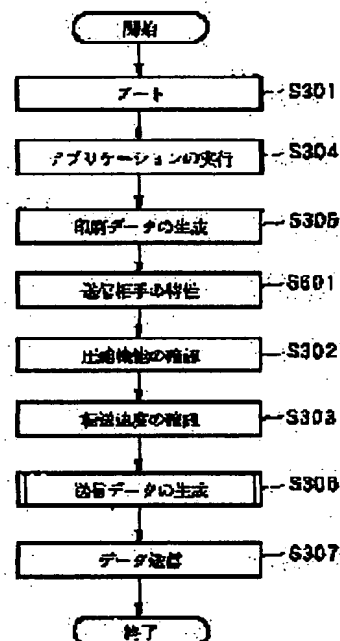 開始
ブート
S301
アプリケーションの実行
S304
印刷データの生成
S305
送信相手の特性
S601
圧縮機能の確認
S302
転送速度の確認
S303
送信データの生成
S306
データ送信
S307
終了